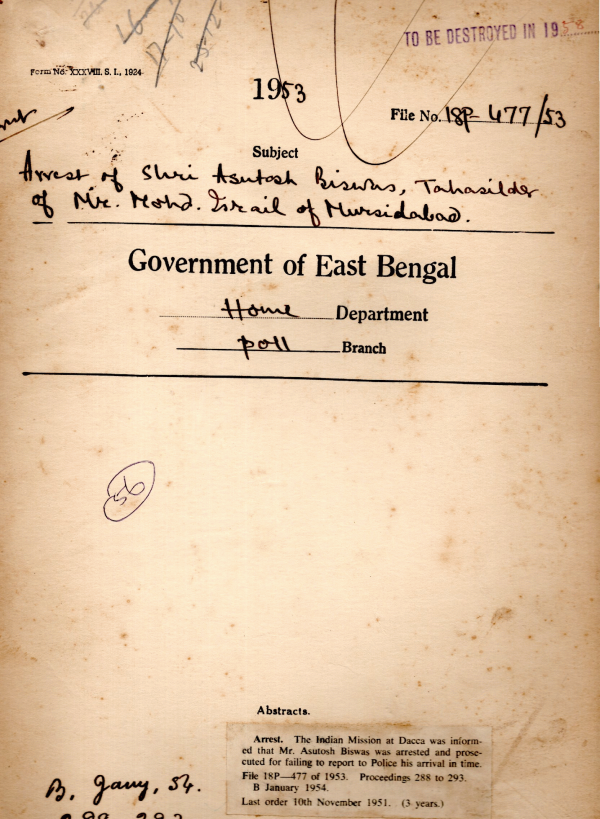 TO BE DESTROYED IN 1958
Form No. XXXVIII. S. I., 1924
1953
File No. 18P-477/53
Subject
Arrest of Shri Asutosh Biswas, Tahasilder
of Mr. Mohd. Israil of Mursidabad.
Government of East Bengal
Home Department
Poll Branch
56
Abstracts.
Arrest. The Indian Mission at Dacca was inform-
ed that Mr. Asutosh Biswas was arrested and prose-
cuted for failing to report to Police his arrival in time.
File 18P—477 of 1953. Proceedings 288 to 293.
B January 1954.
Last order 10th November 1951. (3 years.)
B. Jany, 54.